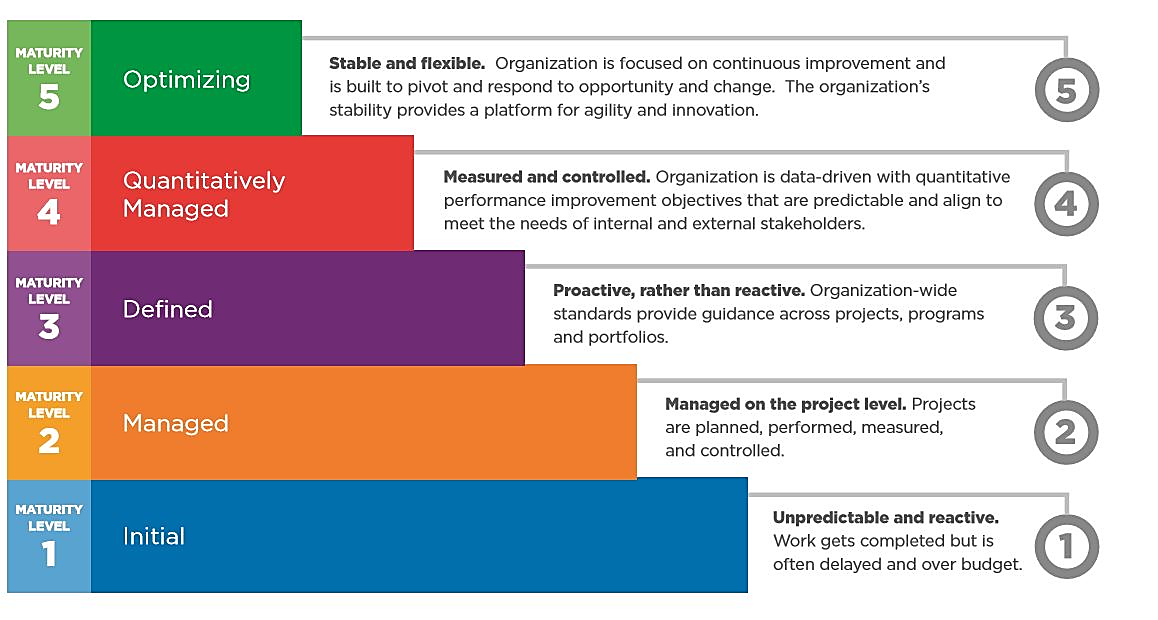 MATURITY
LEVEL
5
Optimizing
Stable and flexible.  Organization is focused on continuous improvement and
is built to pivot and respond to opportunity and change.  The organization's
stability provides a platform for agility and innovation.
5
MATURITY
LEVEL
4
Quantitatively
Managed
Measured and controlled. Organization is data-driven with quantitative
performance improvement objectives that are predictable and align to
meet the needs of internal and external stakeholders.
4
MATURITY
LEVEL
3
Defined
Proactive, rather than reactive. Organization-wide
standards provide guidance across projects, programs
and portfolios.
3
MATURITY
LEVEL
2
Managed
Managed on the project level. Projects
are planned, performed, measured,
and controlled.
2
MATURITY
LEVEL
1
Initial
Unpredictable and reactive.
Work gets completed but is
often delayed and over budget.
1